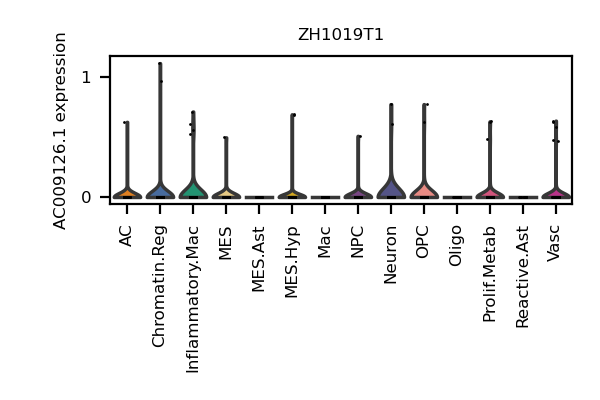 ZH1019T1
AC009126.1 expression
1
0
AC
Chromatin.Reg
Inflammatory.Mac
MES
MES.Ast
MES.Hyp
Mac
NPC
Neuron
OPC
Oligo
Prolif.Metab
Reactive.Ast
Vasc